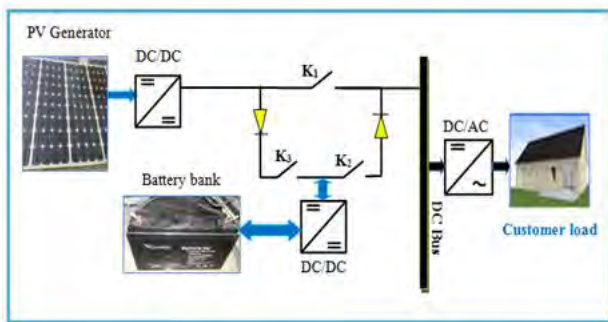 PV Generator
DC/DC
K1
K3
K2
Battery bank
DC/DC
DC Bus
DC/AC
Customer load